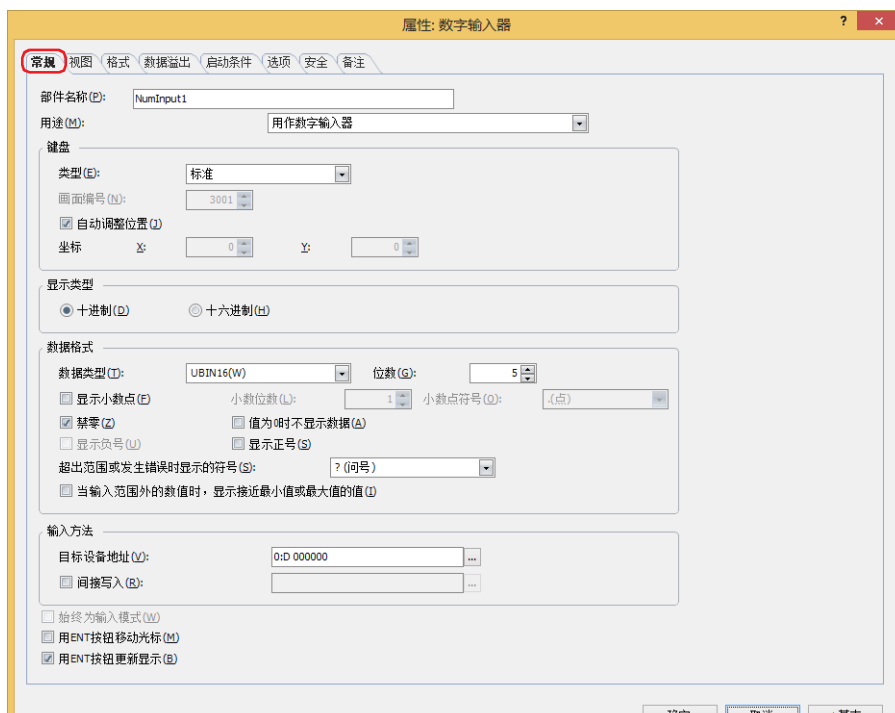 属性: 数字输入器
? ×
常规 视图 格式 数据溢出 启动条件 选项 安全 备注
部件名称(P): NumInput1
用途(M): 用作数字输入器
键盘
类型(E): 标准
画面编号(N): 3001
自动调整位置(J)
坐标 X: 0 Y: 0
显示类型
十进制(D) 十六进制(H)
数据格式
数据类型(T): UBIN16(W) 位数(G): 5
显示小数点(F) 小数位数(L): 1 小数点符号(O): .(点)
禁零(Z) 值为0时不显示数据(A)
显示负号(U) 显示正号(S)
超出范围或发生错误时显示的符号(S): ? (问号)
当输入范围外的数值时，显示接近最小值或最大值的值(I)
输入方法
目标设备地址(V): 0:D 000000 ...
间接写入(R): ...
始终为输入模式(W)
用ENT按钮移动光标(M)
用ENT按钮更新显示(B)